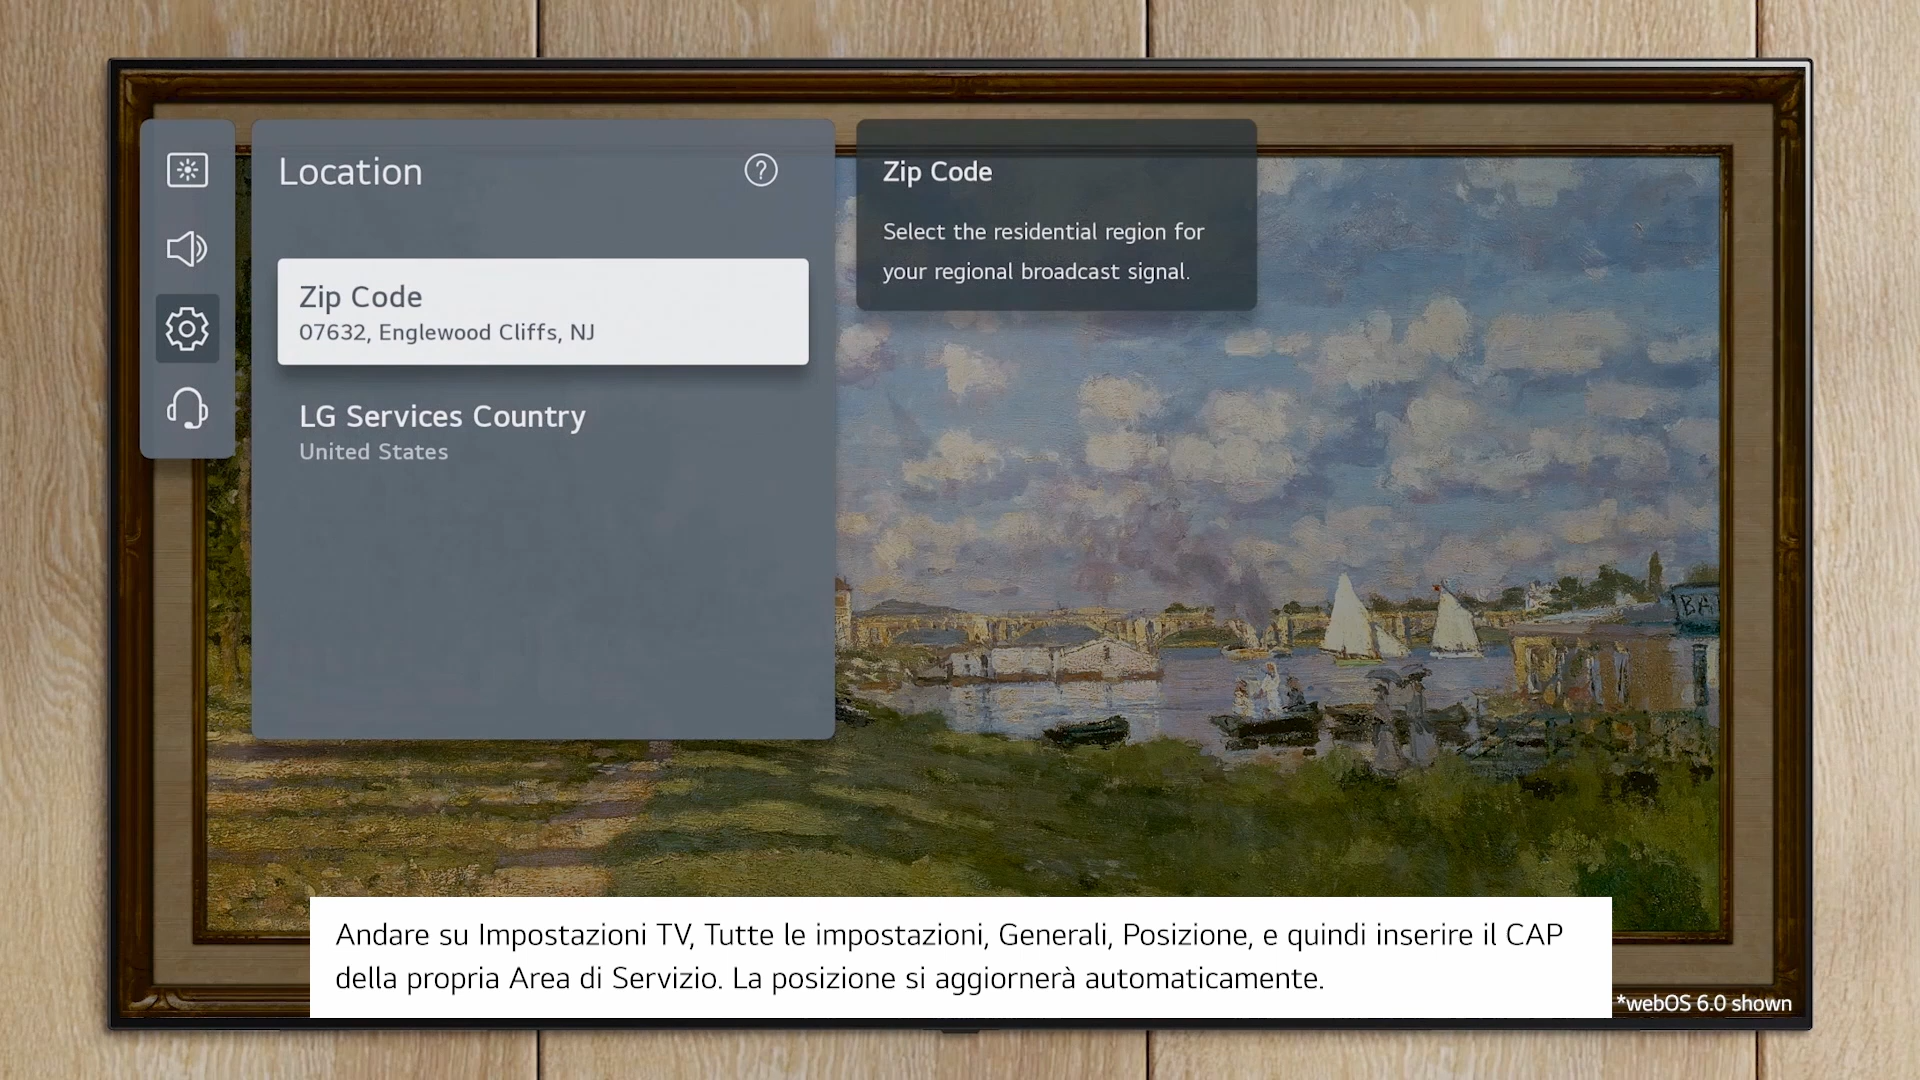 Location
Zip Code
07632, Englewood Cliffs, NJ
LG Services Country
United States
Zip Code
Select the residential region for
your regional broadcast signal.
BA
Andare su Impostazioni TV, Tutte le impostazioni, Generali, Posizione, e quindi inserire il CAP
della propria Area di Servizio. La posizione si aggiornerà automaticamente.
*webOS 6.0 shown